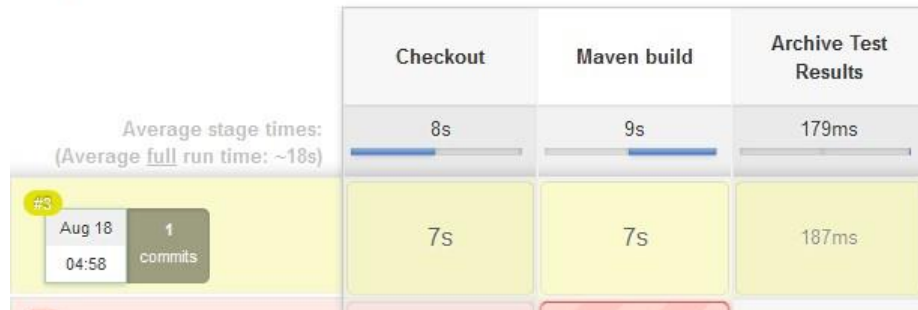 Checkout
Maven build
Archive Test
Results
Average stage times:
(Average full run time: ~18s)
8s
9s
179ms
#3
Aug 18
04:58
1
commits
7s
7s
187ms